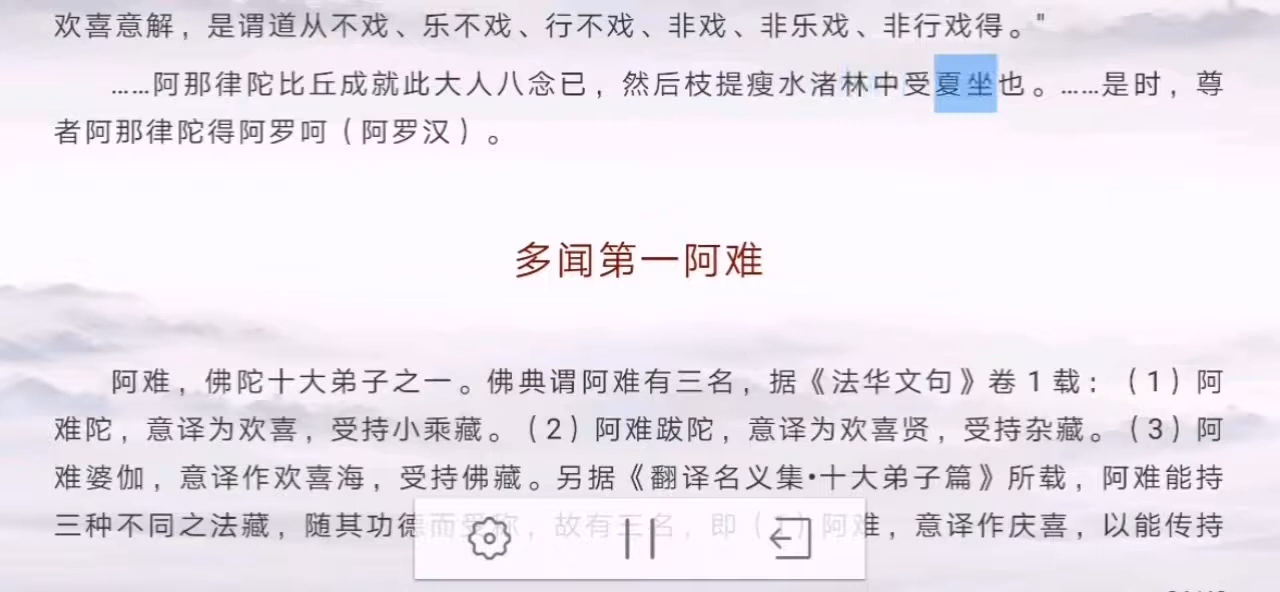 欢喜意解，是谓道从不戏、乐不戏、行不戏、非戏、非乐戏、非行戏得。"
……阿那律陀比丘成就此大人八念已，然后枝提瘦水渚林中受夏坐也。……是时，尊
者阿那律陀得阿罗呵（阿罗汉）。
多闻第一阿难
阿难，佛陀十大弟子之一。佛典谓阿难有三名，据《法华文句》卷1载：（1）阿
难陀，意译为欢喜，受持小乘藏。（2）阿难跋陀，意译为欢喜贤，受持杂藏。（3）阿
难婆伽，意译作欢喜海，受持佛藏。另据《翻译名义集·十大弟子篇》所载，阿难能持
三种不同之法藏，随其功德而受称，故有三名，即（1）阿难，意译作庆喜，以能传持